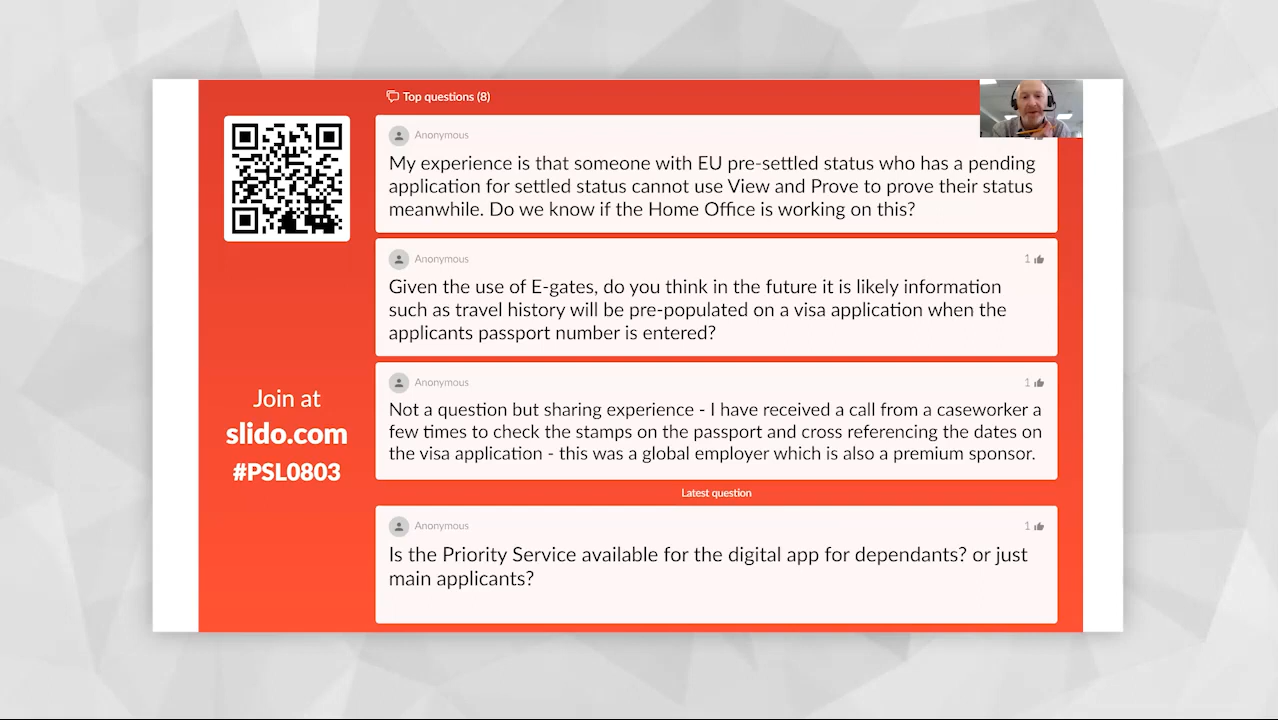 Top questions (8)
Anonymous
My experience is that someone with EU pre-settled status who has a pending
application for settled status cannot use View and Prove to prove their status
meanwhile. Do we know if the Home Office is working on this?
Anonymous
1
Given the use of E-gates, do you think in the future it is likely information
such as travel history will be pre-populated on a visa application when the
applicants passport number is entered?
Anonymous
1
Not a question but sharing experience - I have received a call from a caseworker a
few times to check the stamps on the passport and cross referencing the dates on
the visa application - this was a global employer which is also a premium sponsor.
Join at
slido.com
#PSL0803
Latest question
Anonymous
1
Is the Priority Service available for the digital app for dependants? or just
main applicants?